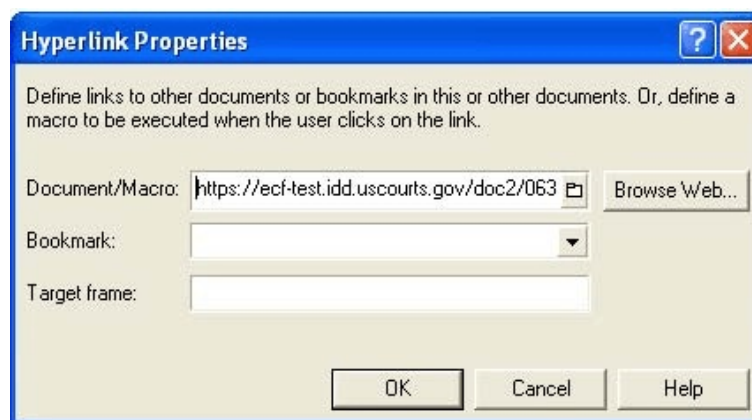 Hyperlink Properties
Define links to other documents or bookmarks in this or other documents. Or, define a
macro to be executed when the user clicks on the link.
Document/Macro: https://ecf-test.idd.uscourts.gov/doc2/063 Browse Web...
Bookmark:
Target frame:
OK Cancel Help